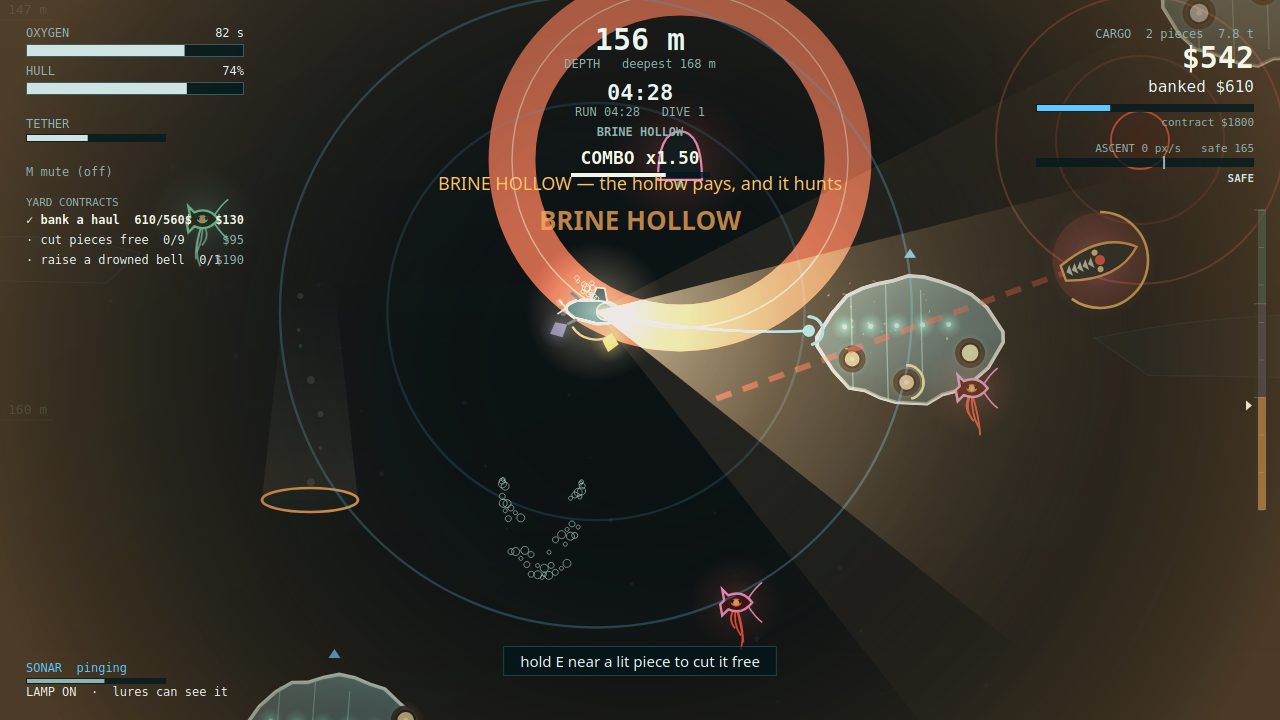 147 m
OXYGEN 82 s
HULL 74%
TETHER
M mute (off)
YARD CONTRACTS
✓ bank a haul 610/560$ $130
· cut pieces free 0/9 $95
· raise a drowned bell 0/1 $190
160 m
156 m
DEPTH deepest 168 m
04:28
RUN 04:28 DIVE 1
BRINE HOLLOW
COMBO x1.50
BRINE HOLLOW — the hollow pays, and it hunts
BRINE HOLLOW
CARGO 2 pieces 7.8 t
$542
banked $610
contract $1800
ASCENT 0 px/s safe 165
SAFE
hold E near a lit piece to cut it free
SONAR pinging
LAMP ON · lures can see it